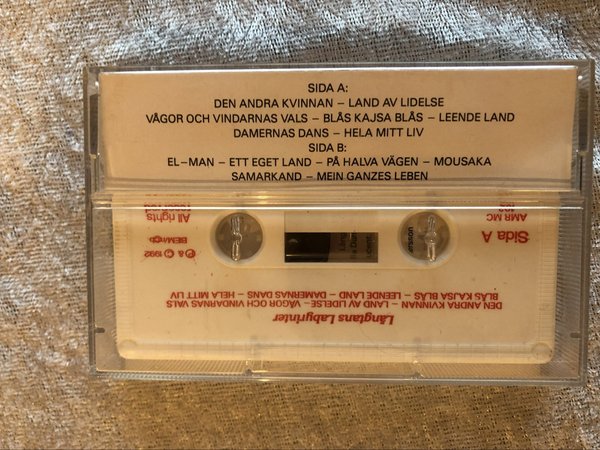 SIDA A:
DEN ANDRA KVINNAN – LAND AV LIDELSE
VÅGOR OCH VINDARNAS VALS – BLÅS KAJSA BLÅS – LEENDE LAND
DAMERNAS DANS – HELA MITT LIV
SIDA B:
EL-MAN – ETT EGET LAND – PÅ HALVA VÄGEN – MOUSAKA
SAMARKAND – MEIN GANZES LEBEN
Längtans Labyrinter
DEN ANDRA KVINNAN – LAND AV LIDELSE – VÅGOR OCH VINDARNAS VALS
BLÅS KAJSA BLÅS – LEENDE LAND – DAMERNAS DANS – HELA MITT LIV
Sida A
AMR MC
℗ & © 1992
BIEM/ncb
All rights
reserved